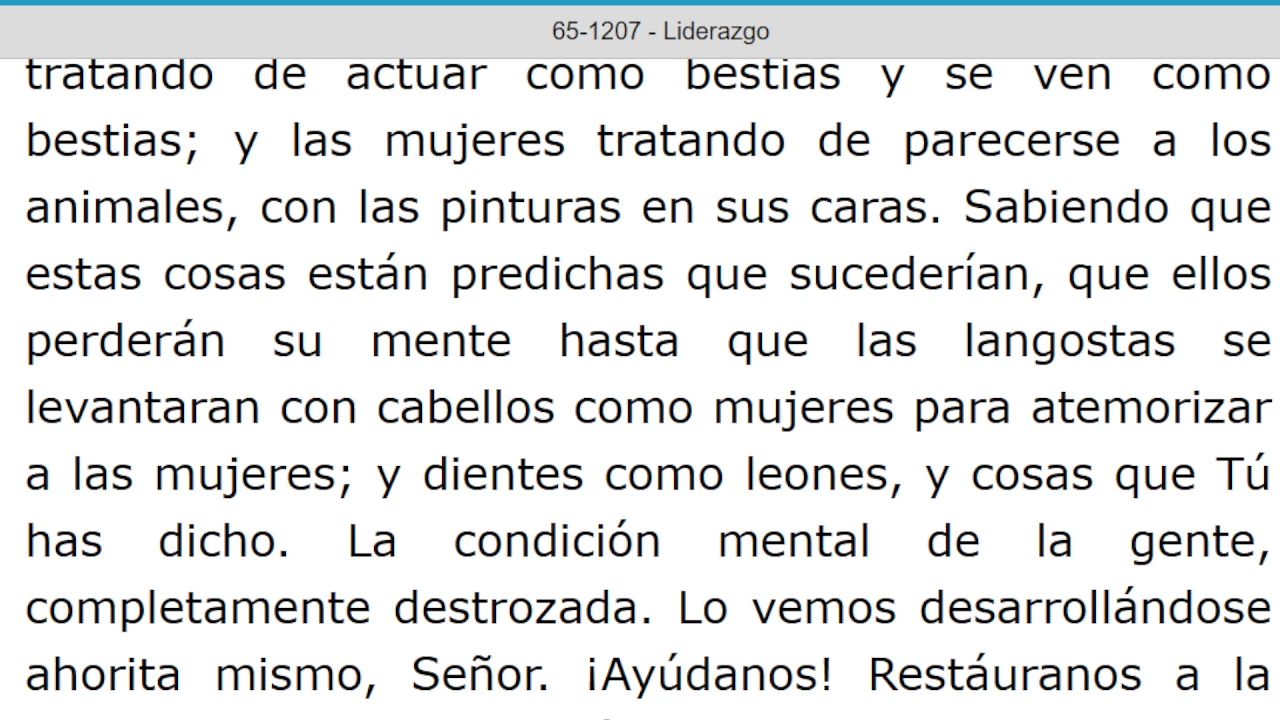 65-1207 - Liderazgo
tratando de actuar como bestias y se ven como
bestias; y las mujeres tratando de parecerse a los
animales, con las pinturas en sus caras. Sabiendo que
estas cosas están predichas que sucederían, que ellos
perderán su mente hasta que las langostas se
levantaran con cabellos como mujeres para atemorizar
a las mujeres; y dientes como leones, y cosas que Tú
has dicho. La condición mental de la gente,
completamente destrozada. Lo vemos desarrollándose
ahorita mismo, Señor. ¡Ayúdanos! Restáuranos a la